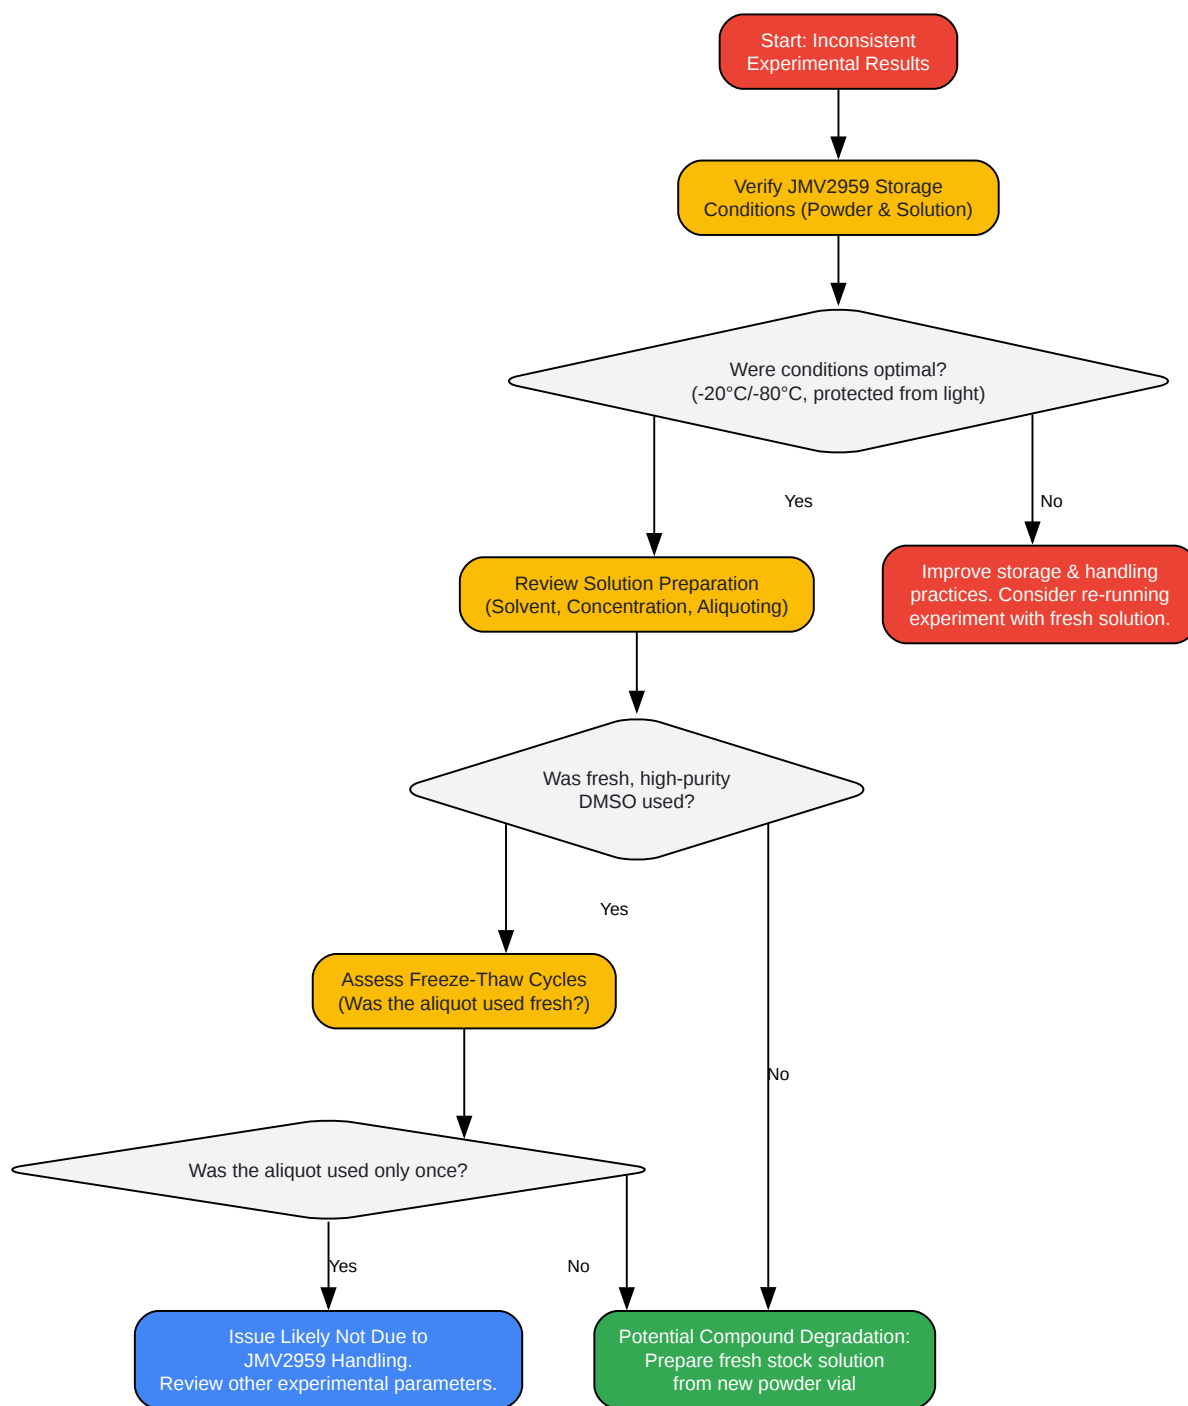 Start: Inconsistent
Experimental Results
Verify JMV2959 Storage
Conditions (Powder & Solution)
Were conditions optimal?
(-20°C/-80°C, protected from light)
Yes
No
Review Solution Preparation
(Solvent, Concentration, Aliquoting)
Improve storage & handling
practices. Consider re-running
experiment with fresh solution.
Was fresh, high-purity
DMSO used?
Yes
Assess Freeze-Thaw Cycles
(Was the aliquot used fresh?)
No
Was the aliquot used only once?
Yes
No
Issue Likely Not Due to
JMV2959 Handling.
Review other experimental parameters.
Potential Compound Degradation:
Prepare fresh stock solution
from new powder vial